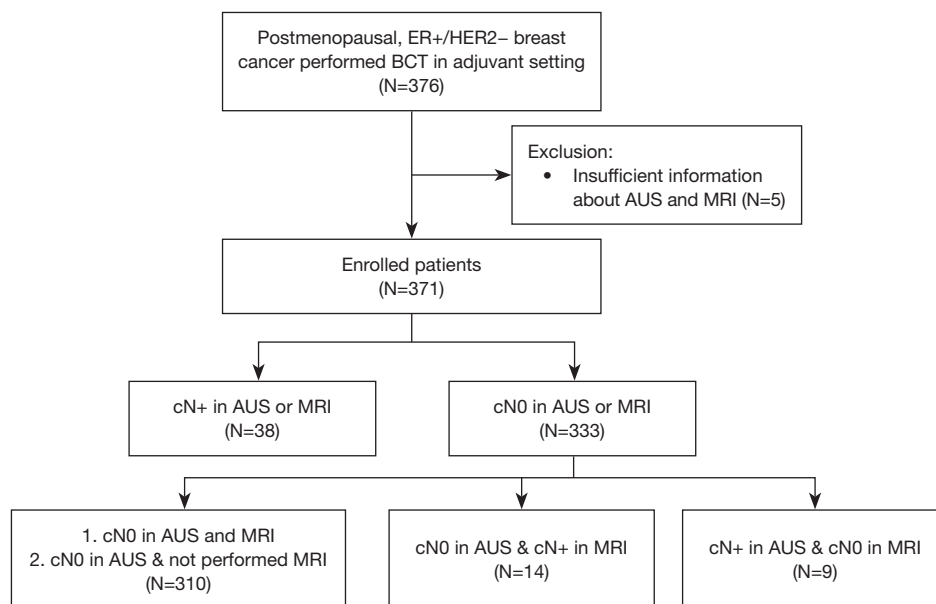 Postmenopausal, ER+/HER2− breast
cancer performed BCT in adjuvant setting
(N=376)
Exclusion:
• Insufficient information
about AUS and MRI (N=5)
Enrolled patients
(N=371)
cN+ in AUS or MRI
(N=38)
cN0 in AUS or MRI
(N=333)
1. cN0 in AUS and MRI
2. cN0 in AUS & not performed MRI
(N=310)
cN0 in AUS & cN+ in MRI
(N=14)
cN+ in AUS & cN0 in MRI
(N=9)